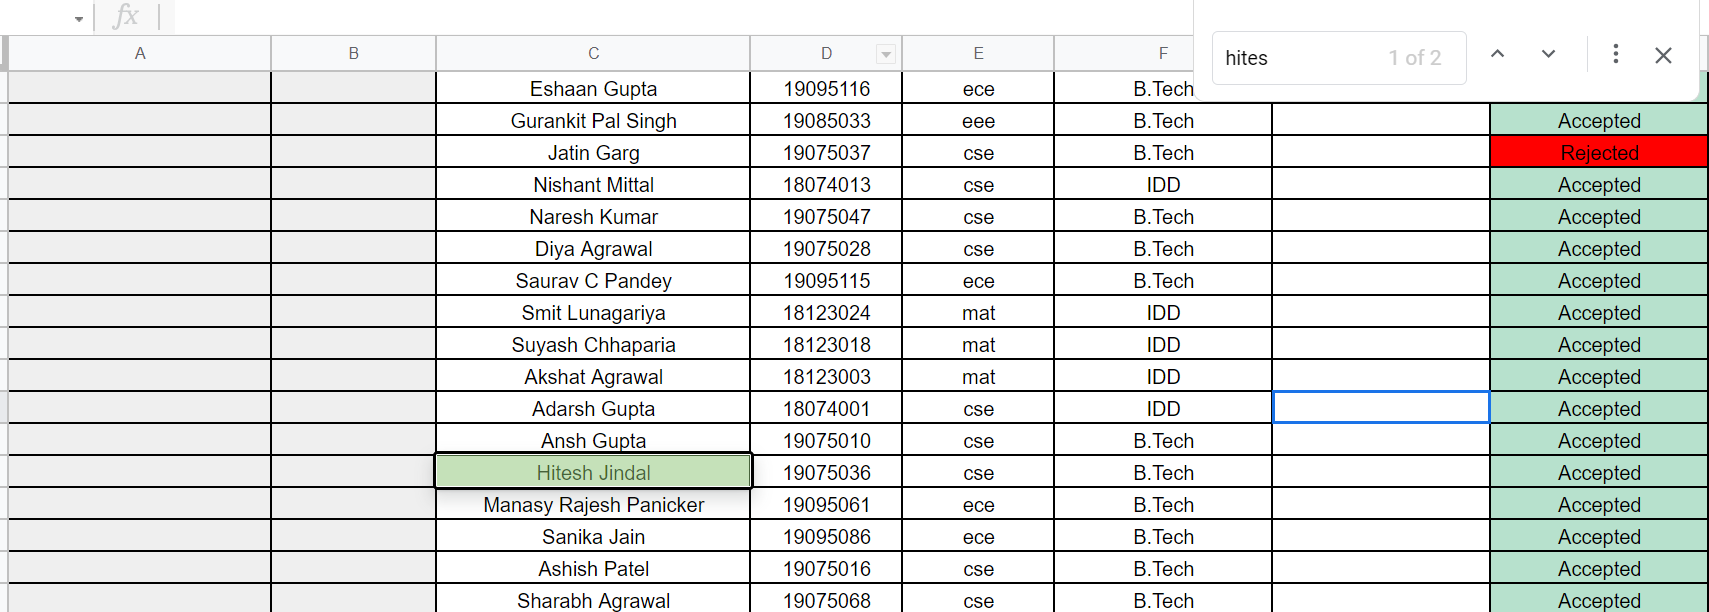 fx
hites 1 of 2
A B C D E F
Eshaan Gupta 19095116 ece B.Tech
Gurankit Pal Singh 19085033 eee B.Tech Accepted
Jatin Garg 19075037 cse B.Tech Rejected
Nishant Mittal 18074013 cse IDD Accepted
Naresh Kumar 19075047 cse B.Tech Accepted
Diya Agrawal 19075028 cse B.Tech Accepted
Saurav C Pandey 19095115 ece B.Tech Accepted
Smit Lunagariya 18123024 mat IDD Accepted
Suyash Chhaparia 18123018 mat IDD Accepted
Akshat Agrawal 18123003 mat IDD Accepted
Adarsh Gupta 18074001 cse IDD Accepted
Ansh Gupta 19075010 cse B.Tech Accepted
Hitesh Jindal 19075036 cse B.Tech Accepted
Manasy Rajesh Panicker 19095061 ece B.Tech Accepted
Sanika Jain 19095086 ece B.Tech Accepted
Ashish Patel 19075016 cse B.Tech Accepted
Sharabh Agrawal 19075068 cse B.Tech Accepted